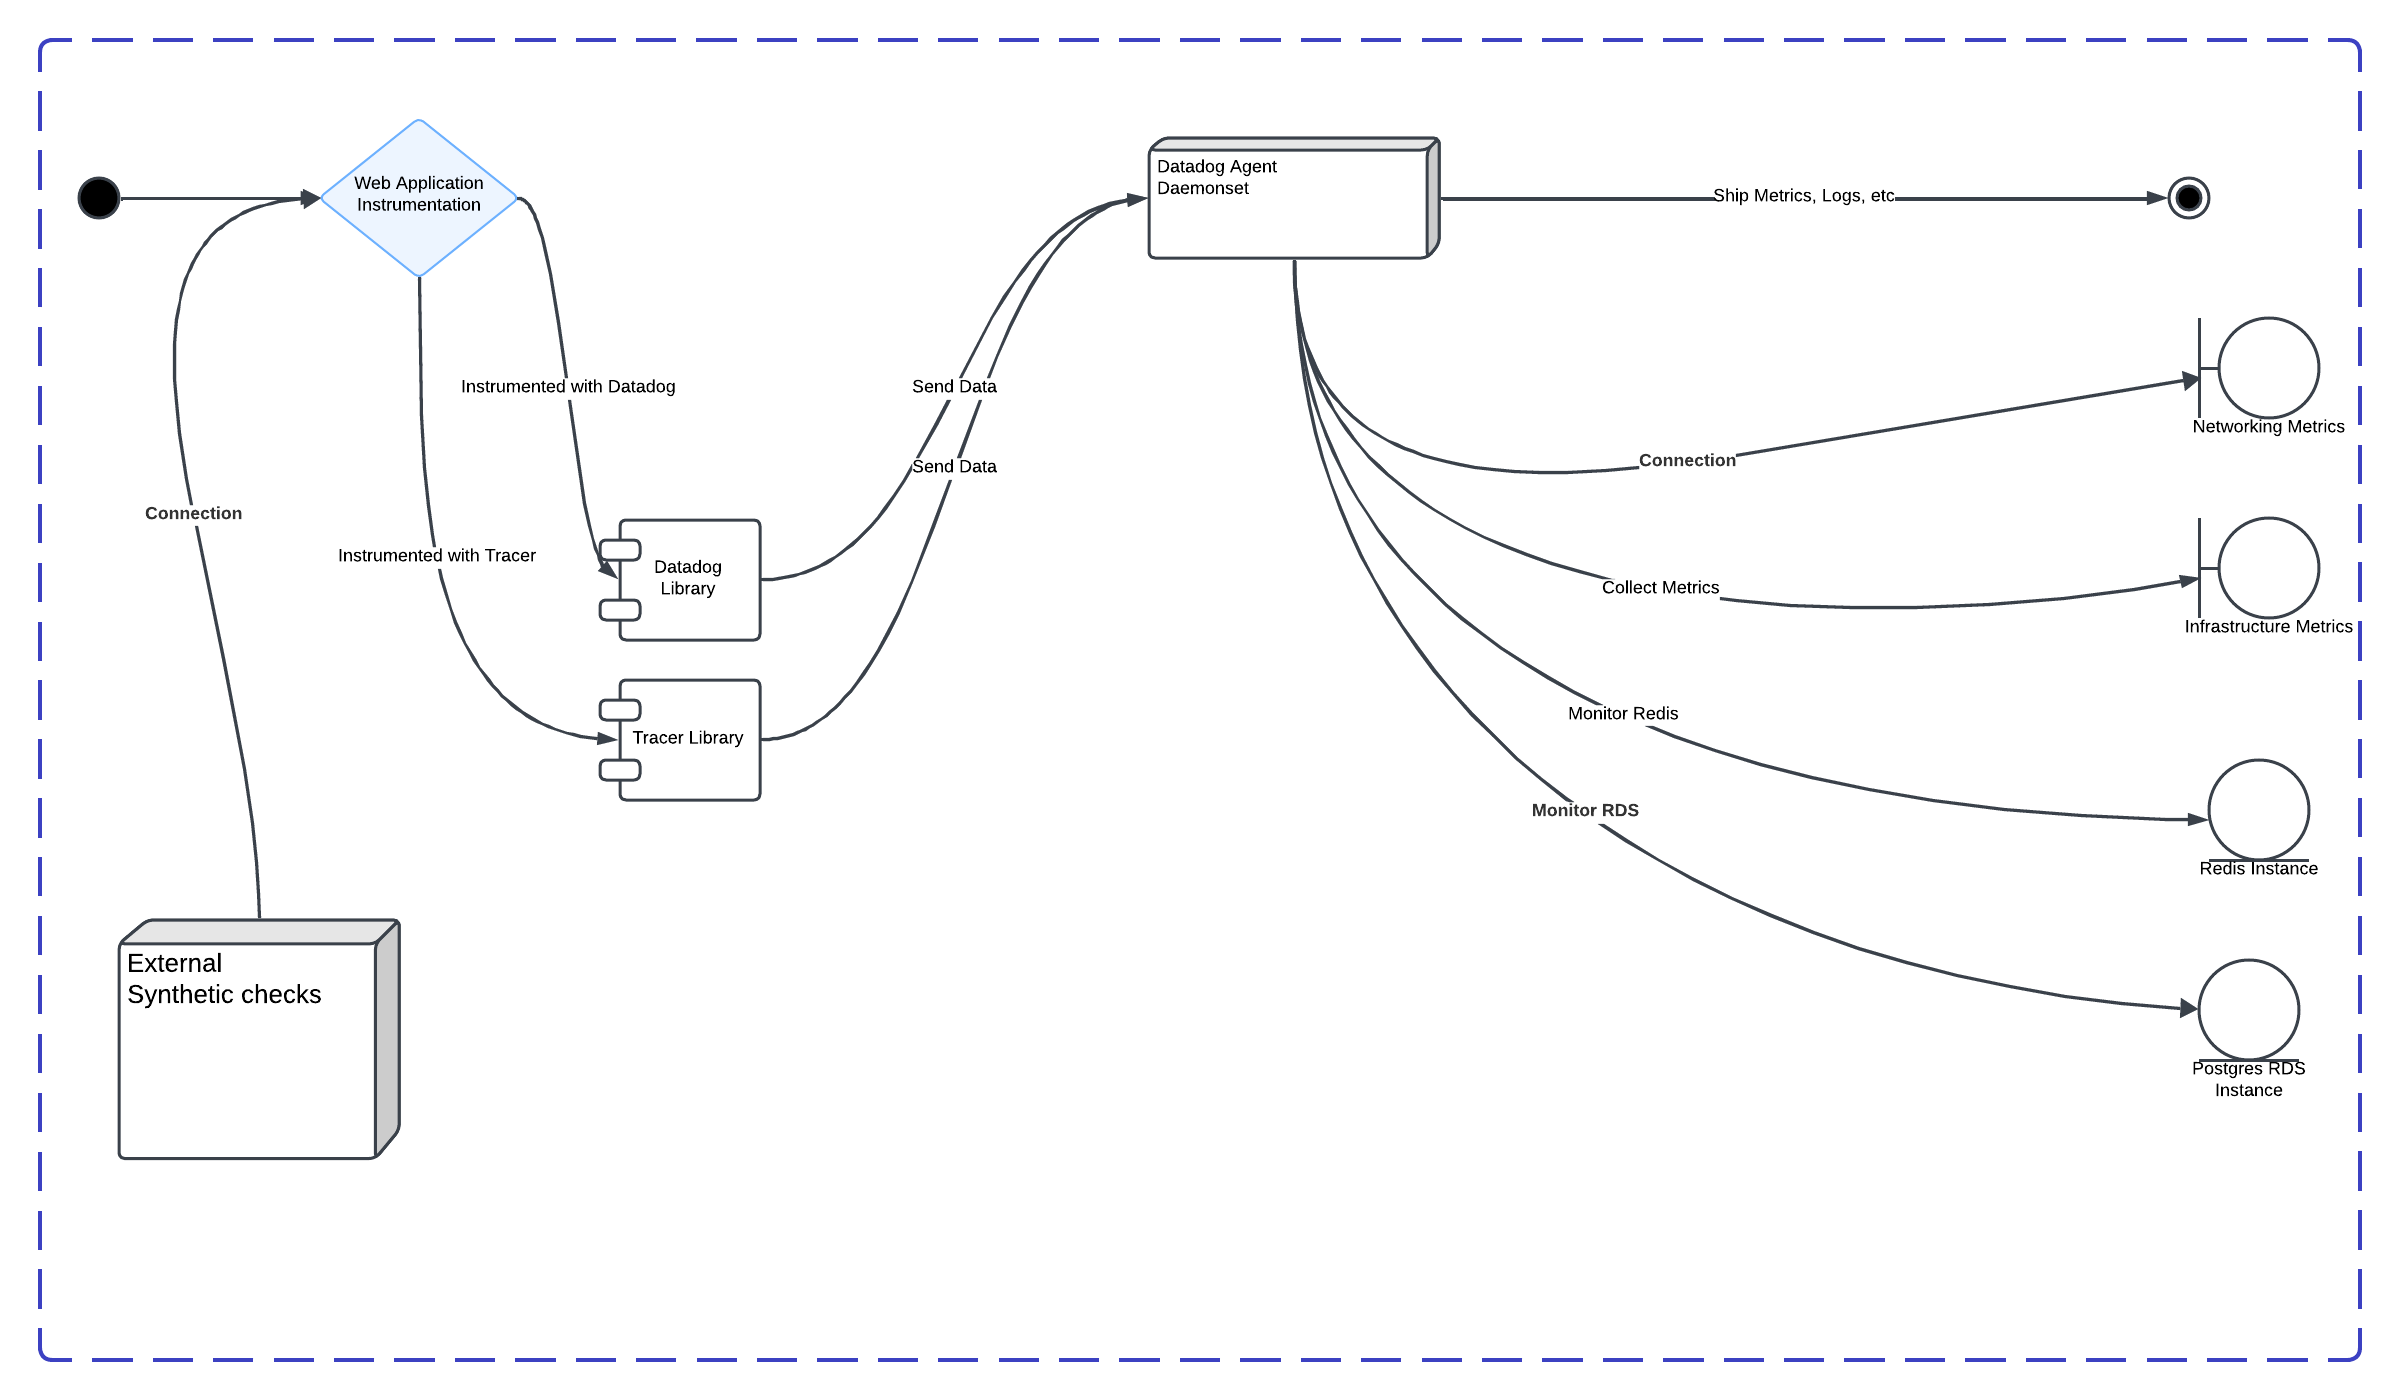 Web Application
Instrumentation
Datadog Agent
Daemonset
Ship Metrics, Logs, etc
Instrumented with Datadog
Send Data
Networking Metrics
Connection
Send Data
Connection
Instrumented with Tracer
Datadog
Library
Collect Metrics
Infrastructure Metrics
Monitor Redis
Tracer Library
Monitor RDS
Redis Instance
External
Synthetic checks
Postgres RDS
Instance